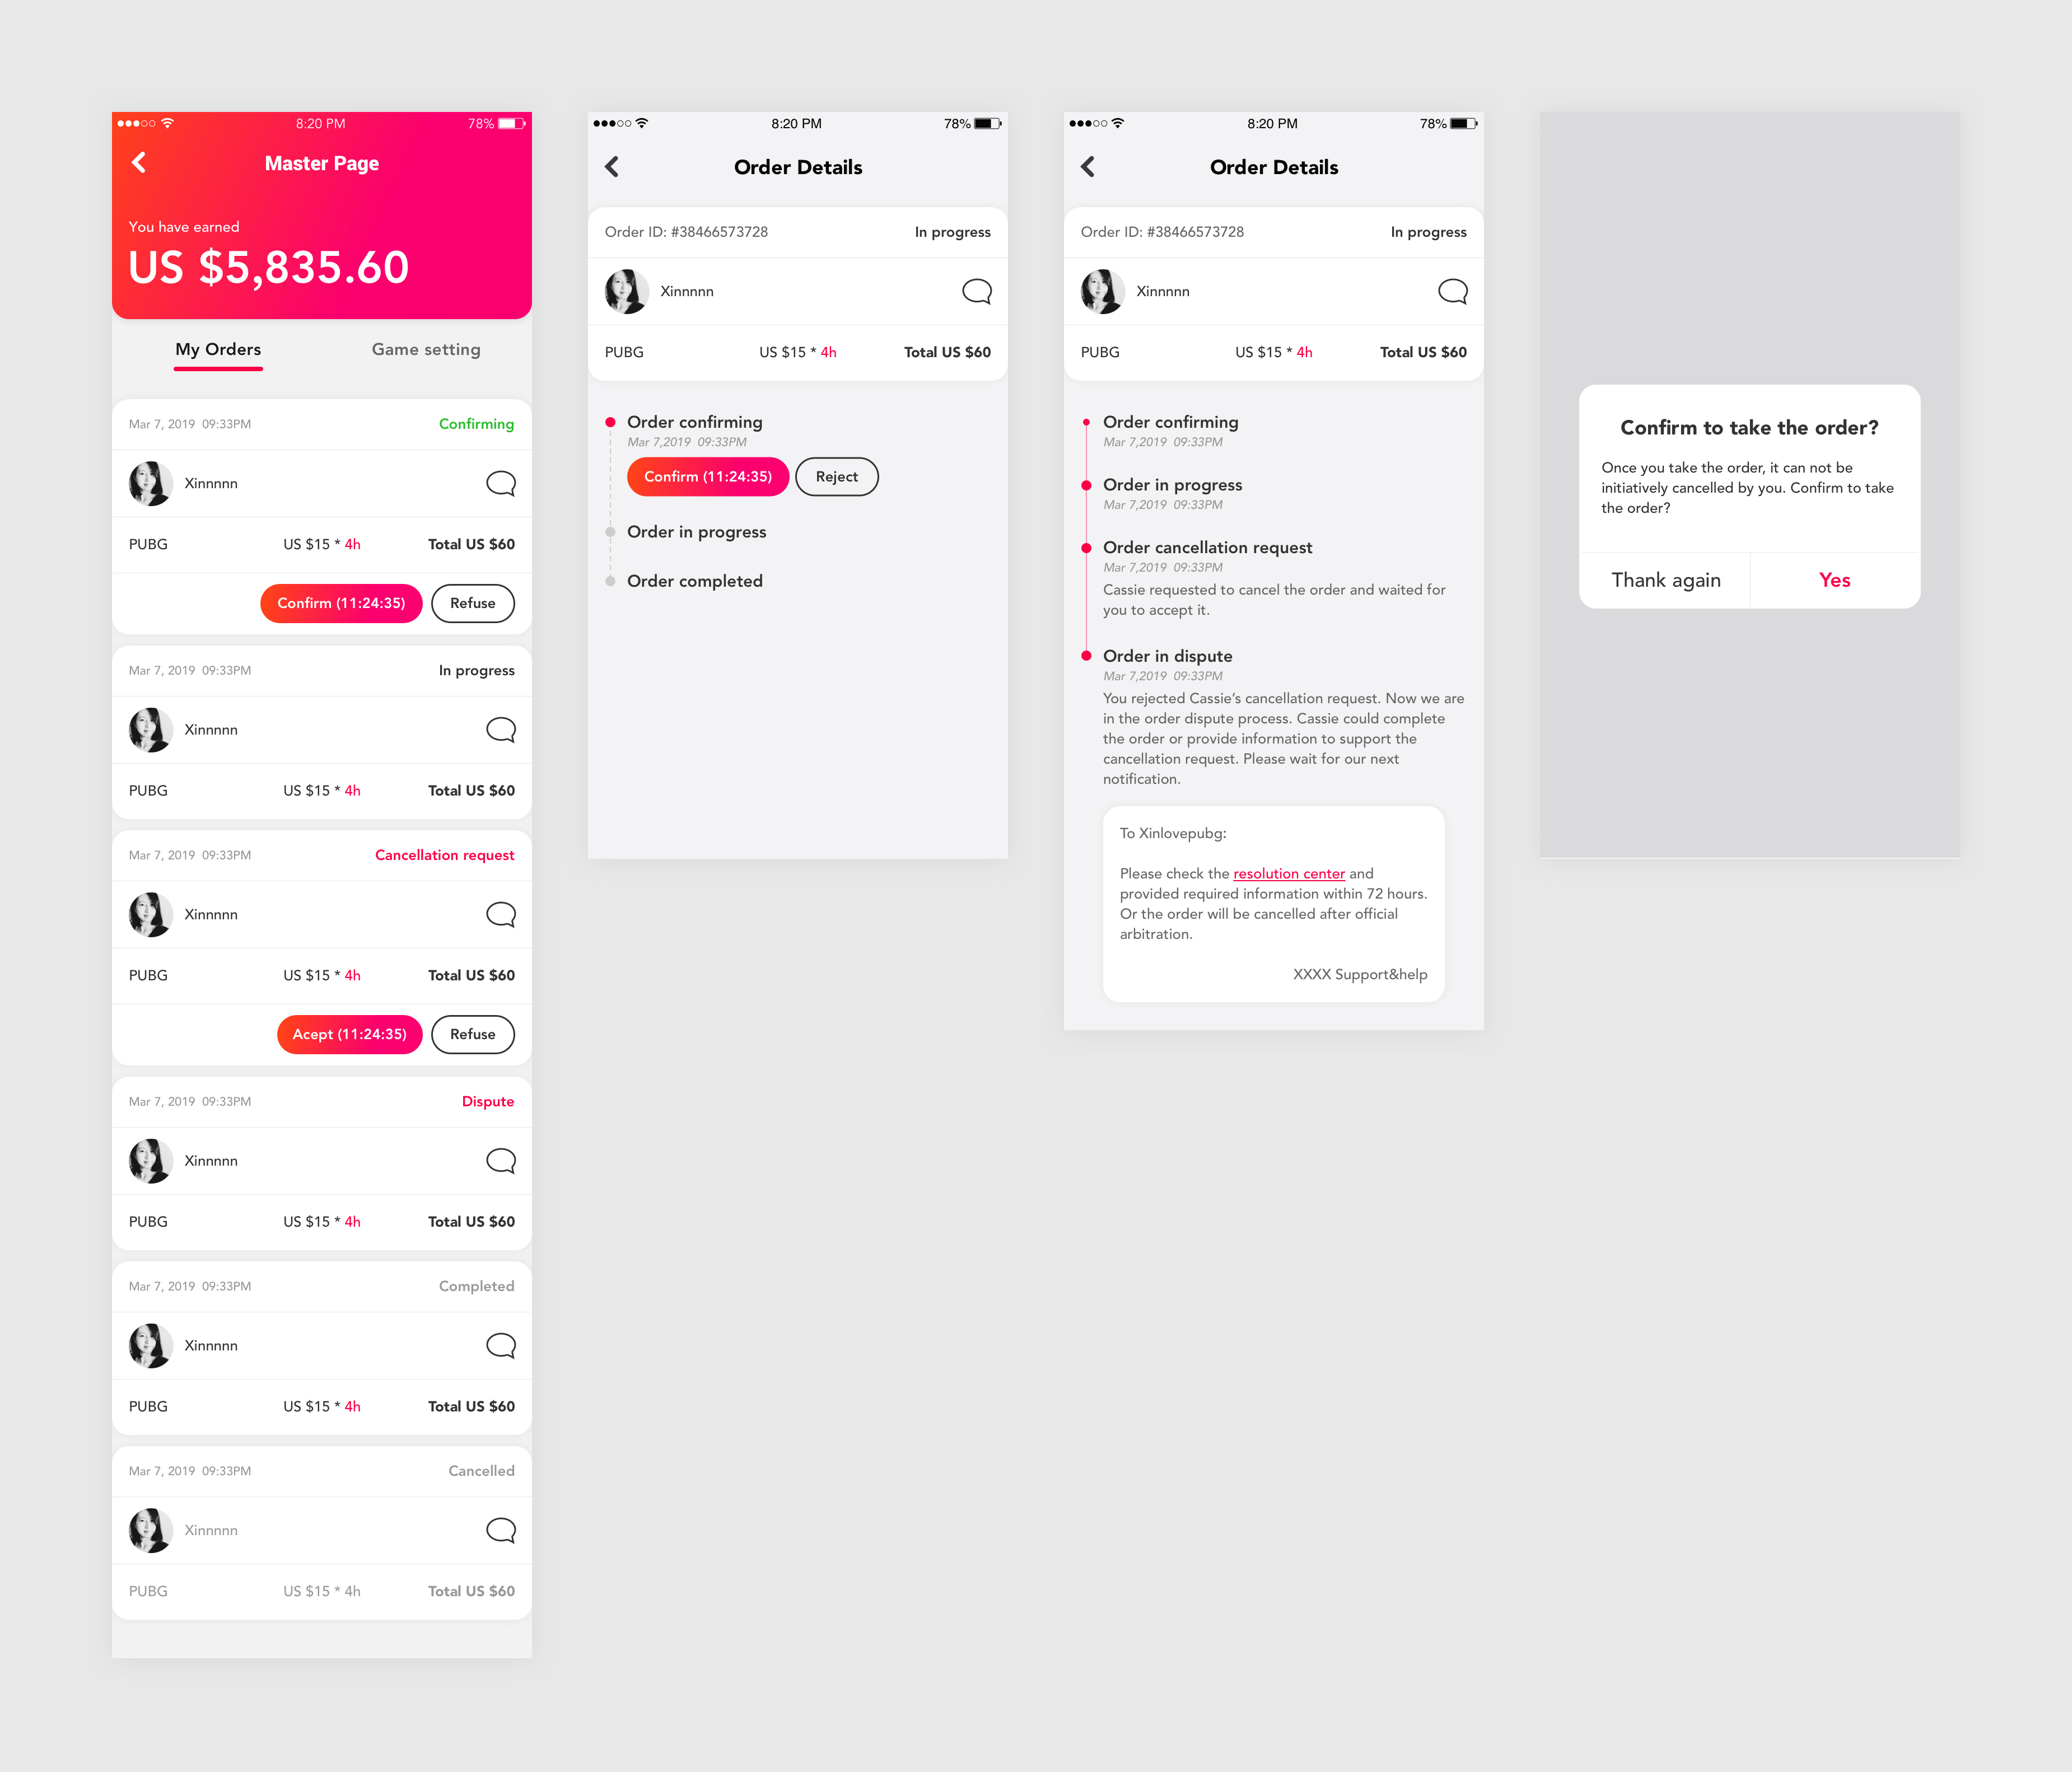 8:20 PM 78%
Master Page
You have earned
US $5,835.60
My Orders Game setting
Mar 7, 2019 09:33PM Confirming
Xinnnnn
PUBG US $15 * 4h Total US $60
Confirm (11:24:35) Refuse
Mar 7, 2019 09:33PM In progress
Xinnnnn
PUBG US $15 * 4h Total US $60
Mar 7, 2019 09:33PM Cancellation request
Xinnnnn
PUBG US $15 * 4h Total US $60
Acept (11:24:35) Refuse
Mar 7, 2019 09:33PM Dispute
Xinnnnn
PUBG US $15 * 4h Total US $60
Mar 7, 2019 09:33PM Completed
Xinnnnn
PUBG US $15 * 4h Total US $60
Mar 7, 2019 09:33PM Cancelled
Xinnnnn
PUBG US $15 * 4h Total US $60
8:20 PM 78%
Order Details
Order ID: #38466573728 In progress
Xinnnnn
PUBG US $15 * 4h Total US $60
Order confirming
Mar 7,2019 09:33PM
Confirm (11:24:35) Reject
Order in progress
Order completed
8:20 PM 78%
Order Details
Order ID: #38466573728 In progress
Xinnnnn
PUBG US $15 * 4h Total US $60
Order confirming
Mar 7,2019 09:33PM
Order in progress
Mar 7,2019 09:33PM
Order cancellation request
Mar 7,2019 09:33PM
Cassie requested to cancel the order and waited for
you to accept it.
Order in dispute
Mar 7,2019 09:33PM
You rejected Cassie’s cancellation request. Now we are
in the order dispute process. Cassie could complete
the order or provide information to support the
cancellation request. Please wait for our next
notification.
To Xinlovepubg:
Please check the resolution center and
provided required information within 72 hours.
Or the order will be cancelled after official
arbitration.
XXXX Support&help
Confirm to take the order?
Once you take the order, it can not be
initiatively cancelled by you. Confirm to take
the order?
Thank again Yes